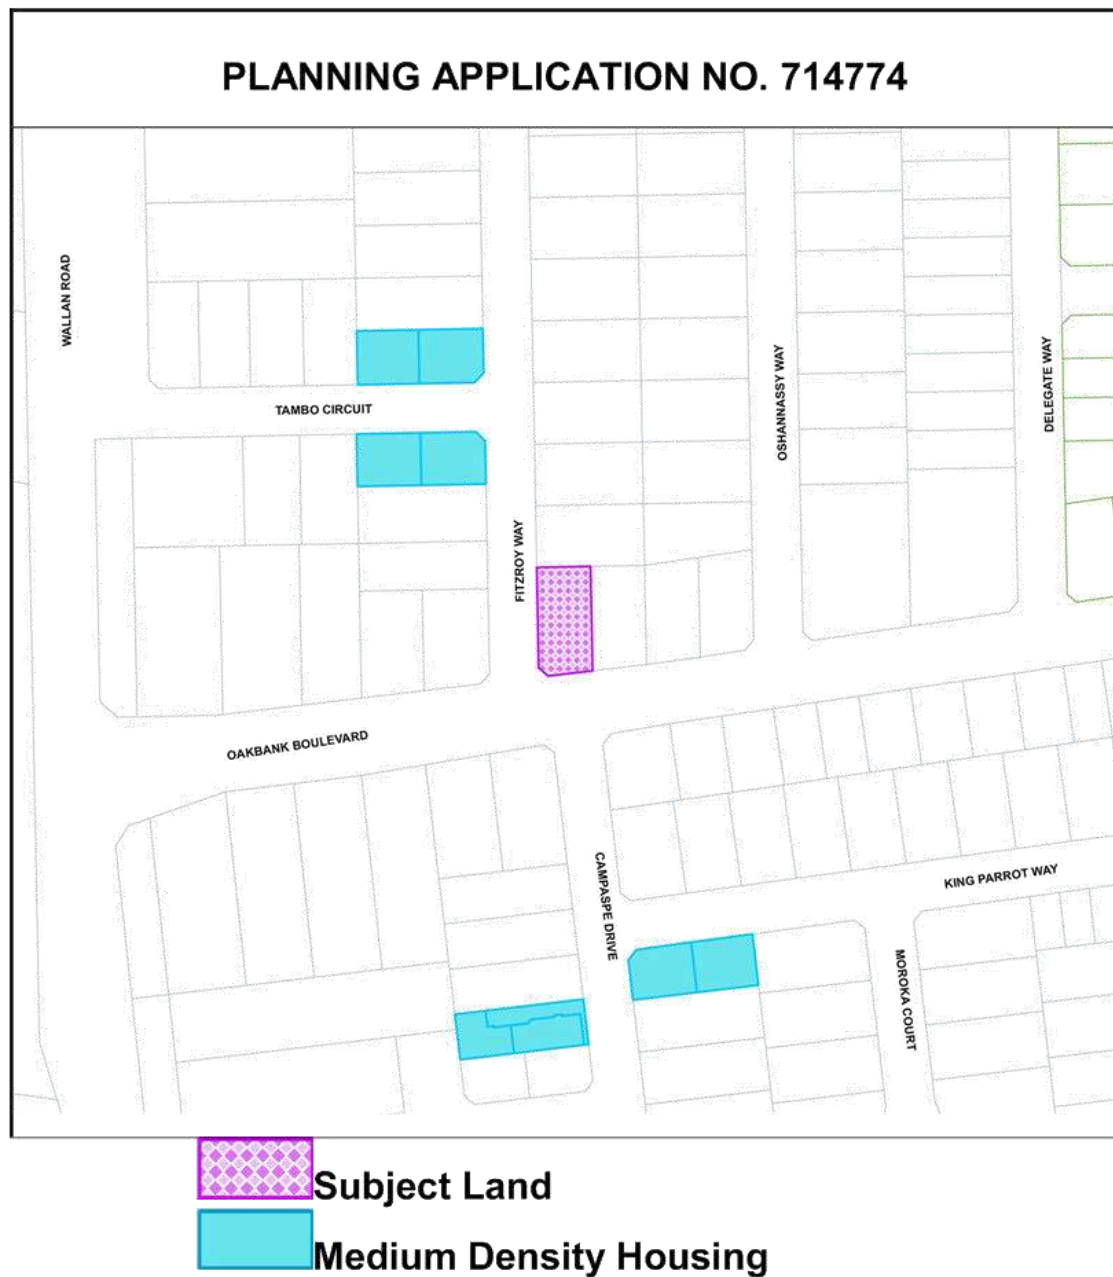 PLANNING APPLICATION NO. 714774
WALLAN ROAD
TAMBO CIRCUIT
FITZROY WAY
OSHANNASSY WAY
DELEGATE WAY
OAKBANK BOULEVARD
CAMPASPE DRIVE
KING PARROT WAY
MOROKA COURT
Subject Land
Medium Density Housing